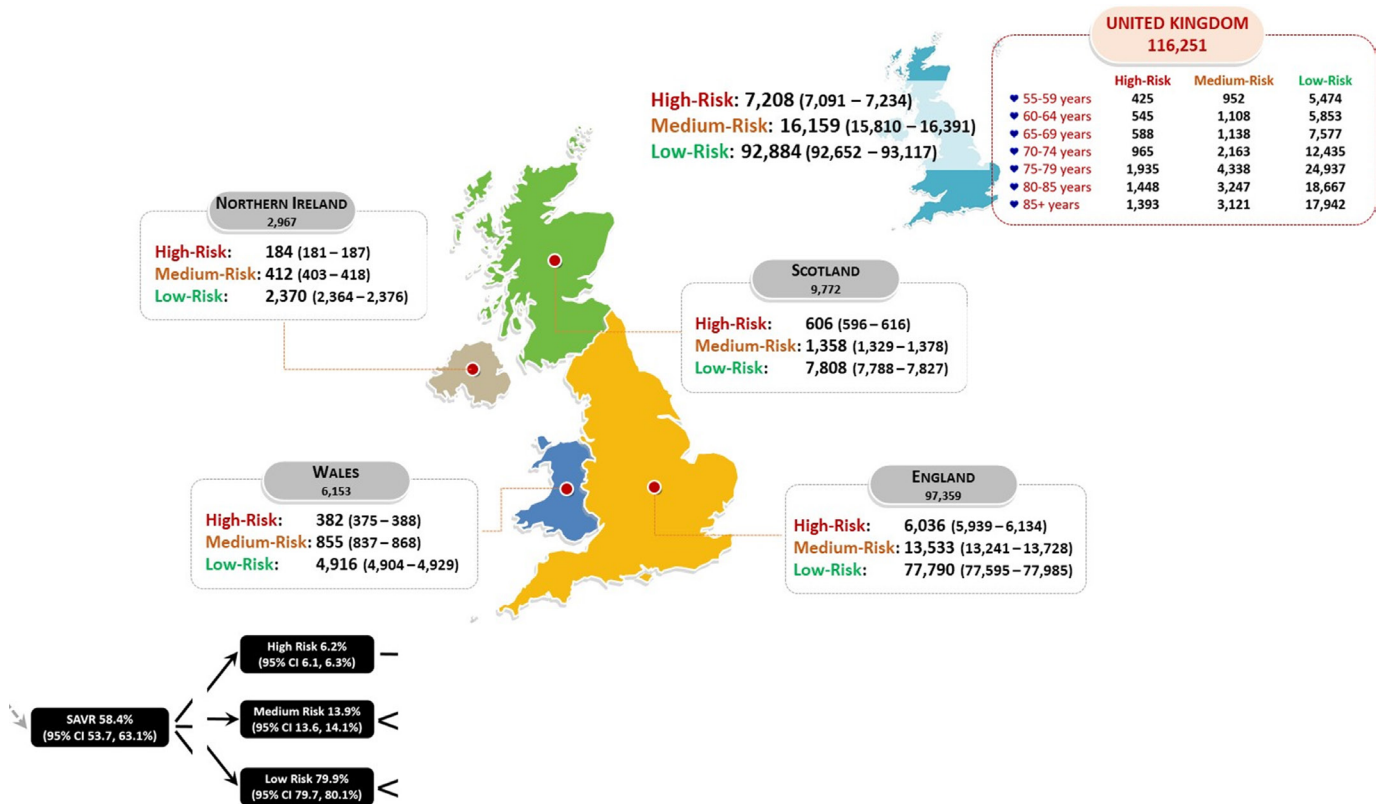 UNITED KINGDOM
116,251
High-Risk Medium-Risk Low-Risk
55-59 years 425 952 5,474
60-64 years 545 1,108 5,853
65-69 years 588 1,138 7,577
70-74 years 965 2,163 12,435
75-79 years 1,935 4,338 24,937
80-85 years 1,448 3,247 18,667
85+ years 1,393 3,121 17,942
High-Risk: 7,208 (7,091 – 7,234)
Medium-Risk: 16,159 (15,810 – 16,391)
Low-Risk: 92,884 (92,652 – 93,117)
NORTHERN IRELAND
2,967
High-Risk: 184 (181 – 187)
Medium-Risk: 412 (403 – 418)
Low-Risk: 2,370 (2,364 – 2,376)
SCOTLAND
9,772
High-Risk: 606 (596 – 616)
Medium-Risk: 1,358 (1,329 – 1,378)
Low-Risk: 7,808 (7,788 – 7,827)
WALES
6,153
High-Risk: 382 (375 – 388)
Medium-Risk: 855 (837 – 868)
Low-Risk: 4,916 (4,904 – 4,929)
ENGLAND
97,359
High-Risk: 6,036 (5,939 – 6,134)
Medium-Risk: 13,533 (13,241 – 13,728)
Low-Risk: 77,790 (77,595 – 77,985)
High Risk 6.2%
(95% CI 6.1, 6.3%)
SAVR 58.4%
(95% CI 53.7, 63.1%)
Medium Risk 13.9%
(95% CI 13.6, 14.1%)
Low Risk 79.9%
(95% CI 79.7, 80.1%)